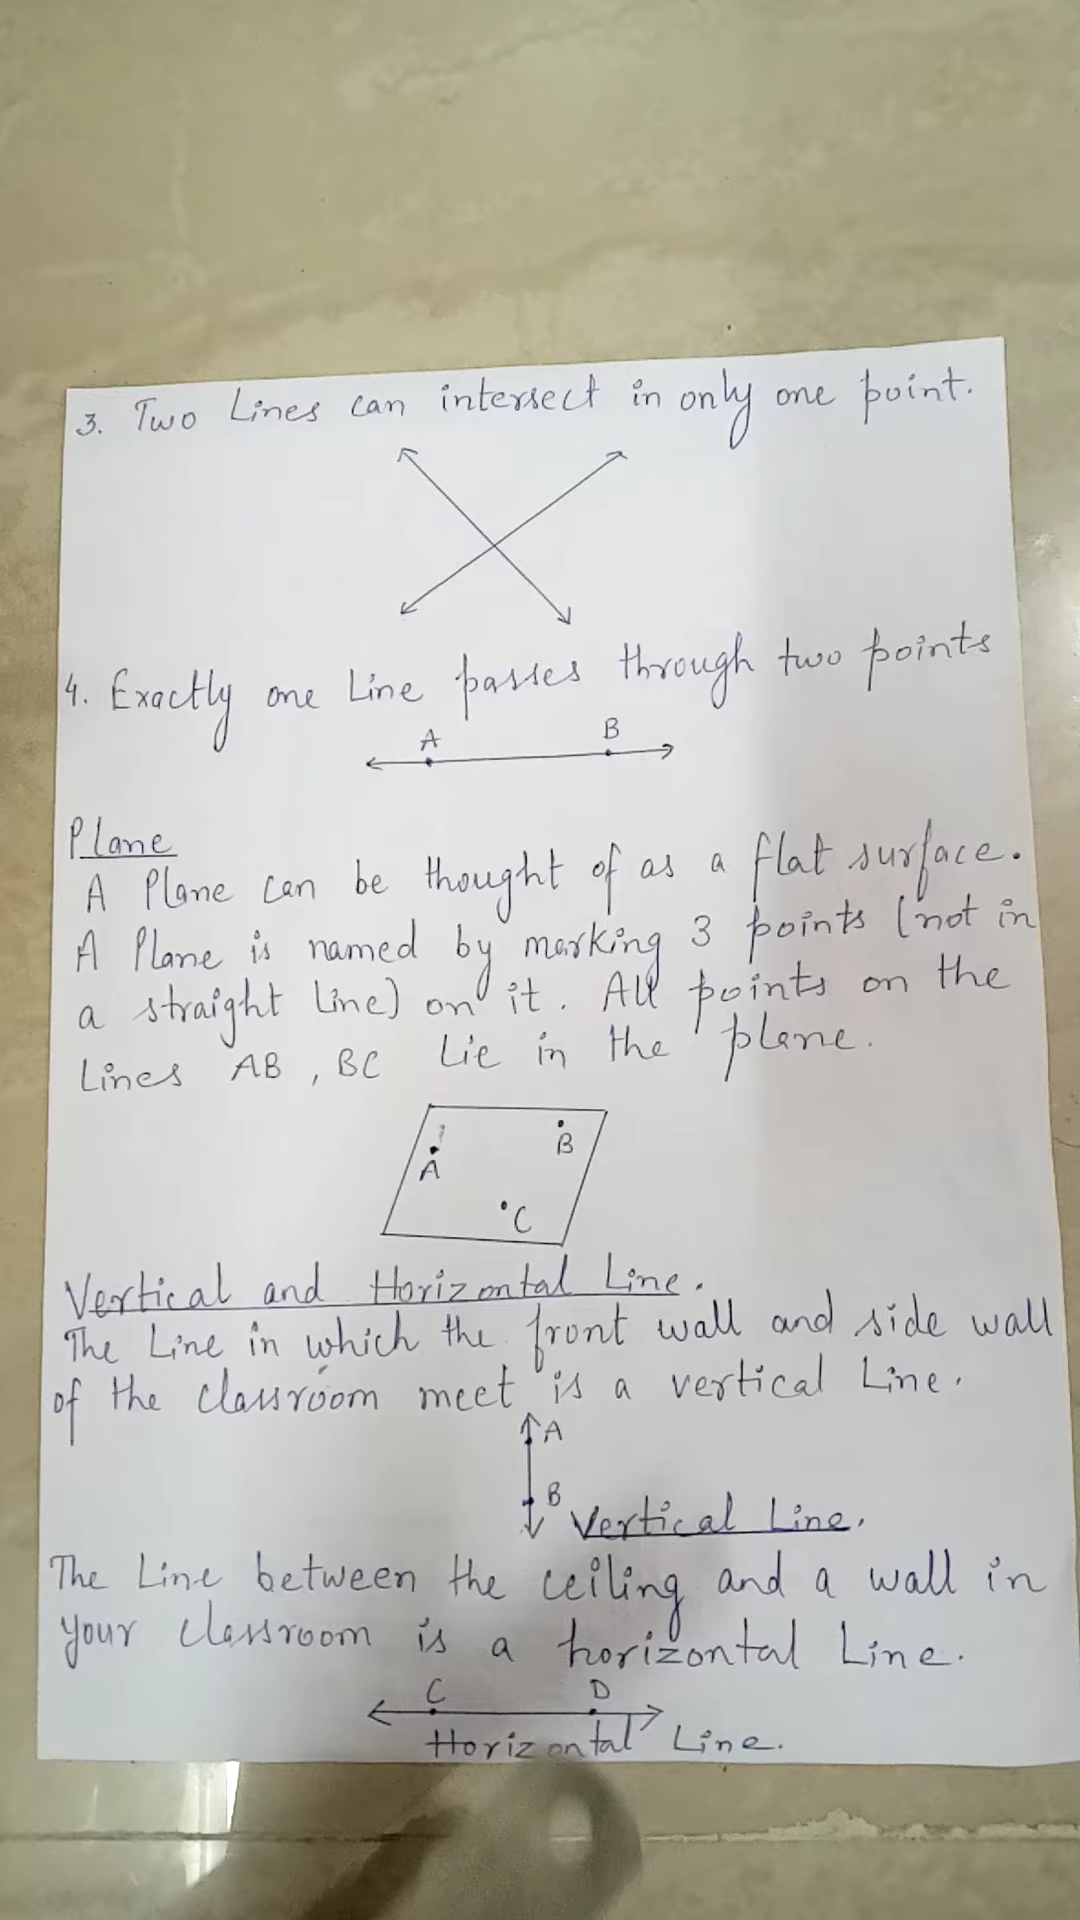 3. Two Lines can intersect in only one point.
4. Exactly one Line passes through two points
A B
Plane
A Plane can be thought of as a flat surface.
A Plane is named by marking 3 points (not in
a straight line) on it. All points on the
Lines AB, BC Lie in the plane.
A B
C
Vertical and Horizontal Line.
The Line in which the front wall and side wall
of the classroom meet is a vertical Line.
A
B Vertical Line.
The Line between the ceiling and a wall in
your classroom is a horizontal Line.
C D
Horizontal Line.